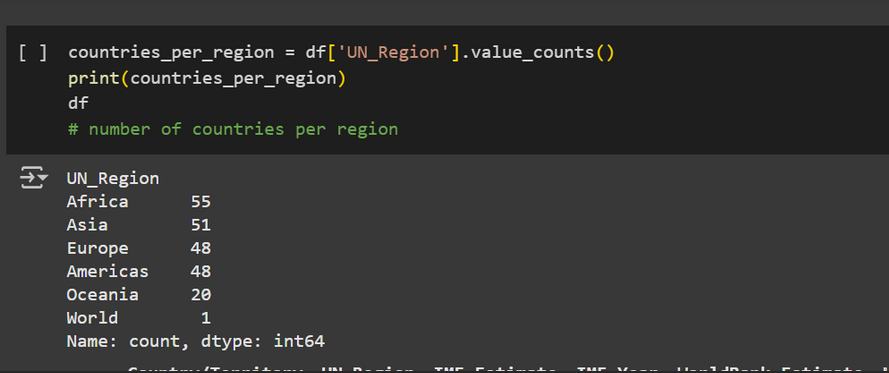 [ ] countries_per_region = df['UN_Region'].value_counts()
print(countries_per_region)
df
# number of countries per region
UN_Region
Africa 55
Asia 51
Europe 48
Americas 48
Oceania 20
World 1
Name: count, dtype: int64
Country/Territory UN_Region IMF_Estimate IMF_Year WorldBank_Estimate